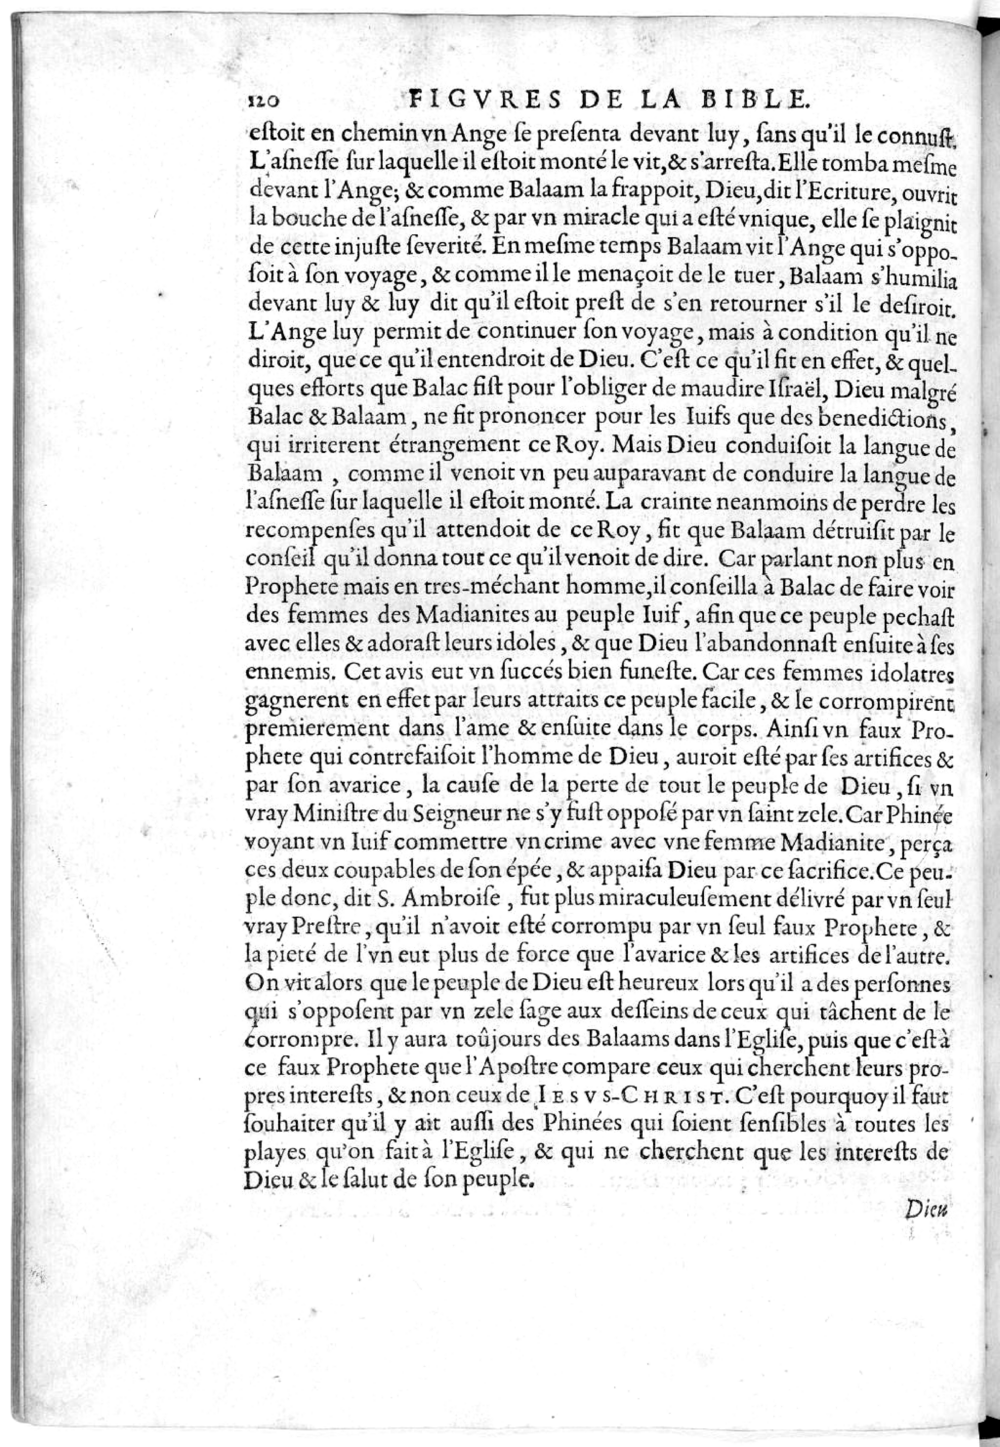 120 FIGVRES DE LA BIBLE.
eſtoit en chemin vn Ange ſe preſenta devant luy, ſans qu'il le connuſt.
L'aſneſſe ſur laquelle il eſtoit monté le vit, & s'arreſta. Elle tomba meſme
devant l'Ange; & comme Balaam la frappoit, Dieu, dit l'Ecriture, ouvrit
la bouche de l'aſneſſe, & par vn miracle qui a eſté vnique, elle ſe plaignit
de cette injuſte ſeverité. En meſme temps Balaam vit l'Ange qui s'oppo-
ſoit à ſon voyage, & comme il le menaçoit de le tuer, Balaam s'humilia
devant luy & luy dit qu'il eſtoit preſt de s'en retourner s'il le deſiroit.
L'Ange luy permit de continuer ſon voyage, mais à condition qu'il ne
diroit, que ce qu'il entendroit de Dieu. C'eſt ce qu'il fit en effet, & quel-
ques efforts que Balac fiſt pour l'obliger de maudire Iſraël, Dieu malgré
Balac & Balaam, ne fit prononcer pour les Iuifs que des benedictions,
qui irriterent étrangement ce Roy. Mais Dieu conduiſoit la langue de
Balaam, comme il venoit vn peu auparavant de conduire la langue de
l'aſneſſe ſur laquelle il eſtoit monté. La crainte neanmoins de perdre les
recompenſes qu'il attendoit de ce Roy, fit que Balaam détruiſit par le
conſeil qu'il donna tout ce qu'il venoit de dire. Car parlant non plus en
Prophete mais en tres-méchant homme, il conſeilla à Balac de faire voir
des femmes des Madianites au peuple Iuif, afin que ce peuple pechaſt
avec elles & adoraſt leurs idoles, & que Dieu l'abandonnaſt enſuite à ſes
ennemis. Cet avis eut vn ſuccés bien funeſte. Car ces femmes idolatres
gagnerent en effet par leurs attraits ce peuple facile, & le corrompirent
premierement dans l'ame & enſuite dans le corps. Ainſi vn faux Pro-
phete qui contrefaiſoit l'homme de Dieu, auroit eſté par ſes artifices &
par ſon avarice, la cauſe de la perte de tout le peuple de Dieu, ſi vn
vray Miniſtre du Seigneur ne s'y fuſt oppoſé par vn ſaint zele. Car Phinée
voyant vn Iuif commettre vn crime avec vne femme Madianite, perça
ces deux coupables de ſon épée, & appaiſa Dieu par ce ſacrifice. Ce peu-
ple donc, dit S. Ambroiſe, fut plus miraculeuſement délivré par vn ſeul
vray Preſtre, qu'il n'avoit eſté corrompu par vn ſeul faux Prophete, &
la pieté de l'vn eut plus de force que l'avarice & les artifices de l'autre.
On vit alors que le peuple de Dieu eſt heureux lors qu'il a des perſonnes
qui s'oppoſent par vn zele ſage aux deſſeins de ceux qui tâchent de le
corrompre. Il y aura toûjours des Balaams dans l'Egliſe, puis que c'eſt à
ce faux Prophete que l'Apoſtre compare ceux qui cherchent leurs pro-
pres intereſts, & non ceux de IESVS-CHRIST. C'eſt pourquoy il faut
ſouhaiter qu'il y ait auſſi des Phinées qui ſoient ſenſibles à toutes les
playes qu'on fait à l'Egliſe, & qui ne cherchent que les intereſts de
Dieu & le ſalut de ſon peuple.
Dieu